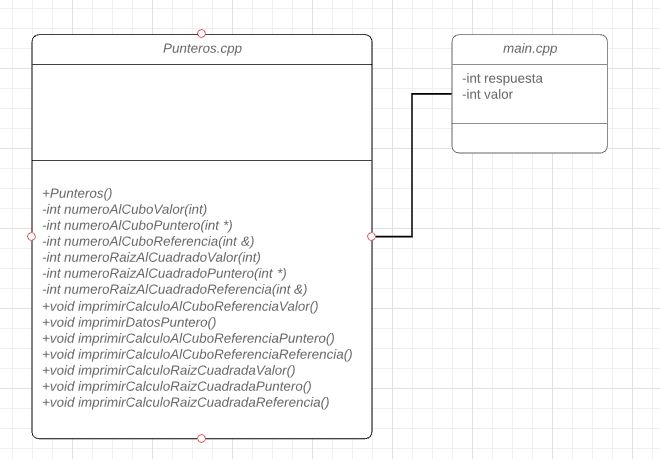 Punteros.cpp
+Punteros()
-int numeroAlCuboValor(int)
-int numeroAlCuboPuntero(int *)
-int numeroAlCuboReferencia(int &)
-int numeroRaizAlCuadradoValor(int)
-int numeroRaizAlCuadradoPuntero(int *)
-int numeroRaizAlCuadradoReferencia(int &)
+void imprimirCalculoAlCuboReferenciaValor()
+void imprimirDatosPuntero()
+void imprimirCalculoAlCuboReferenciaPuntero()
+void imprimirCalculoAlCuboReferenciaReferencia()
+void imprimirCalculoRaizCuadradaValor()
+void imprimirCalculoRaizCuadradaPuntero()
+void imprimirCalculoRaizCuadradaReferencia()
main.cpp
-int respuesta
-int valor